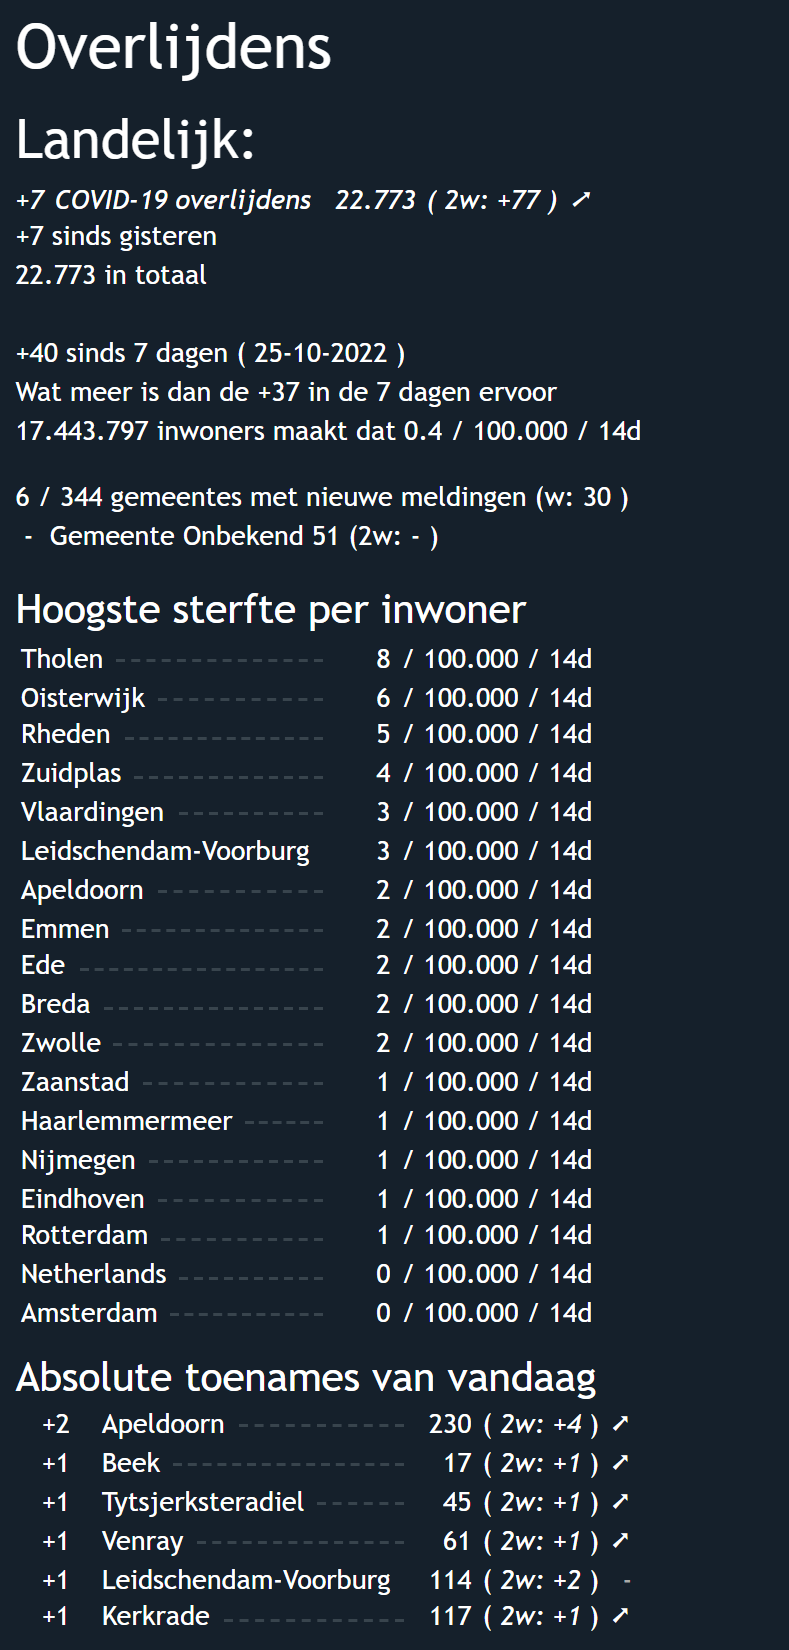 Overlijdens
Landelijk:
+7 COVID-19 overlijdens 22.773 ( 2w: +77 ) ➚
+7 sinds gisteren
22.773 in totaal
+40 sinds 7 dagen ( 25-10-2022 )
Wat meer is dan de +37 in de 7 dagen ervoor
17.443.797 inwoners maakt dat 0.4 / 100.000 / 14d
6 / 344 gemeentes met nieuwe meldingen (w: 30 )
- Gemeente Onbekend 51 (2w: - )
Hoogste sterfte per inwoner
Tholen 8 / 100.000 / 14d
Oisterwijk 6 / 100.000 / 14d
Rheden 5 / 100.000 / 14d
Zuidplas 4 / 100.000 / 14d
Vlaardingen 3 / 100.000 / 14d
Leidschendam-Voorburg 3 / 100.000 / 14d
Apeldoorn 2 / 100.000 / 14d
Emmen 2 / 100.000 / 14d
Ede 2 / 100.000 / 14d
Breda 2 / 100.000 / 14d
Zwolle 2 / 100.000 / 14d
Zaanstad 1 / 100.000 / 14d
Haarlemmermeer 1 / 100.000 / 14d
Nijmegen 1 / 100.000 / 14d
Eindhoven 1 / 100.000 / 14d
Rotterdam 1 / 100.000 / 14d
Netherlands 0 / 100.000 / 14d
Amsterdam 0 / 100.000 / 14d
Absolute toenames van vandaag
+2 Apeldoorn 230 ( 2w: +4 ) ➚
+1 Beek 17 ( 2w: +1 ) ➚
+1 Tytsjerksteradiel 45 ( 2w: +1 ) ➚
+1 Venray 61 ( 2w: +1 ) ➚
+1 Leidschendam-Voorburg 114 ( 2w: +2 ) -
+1 Kerkrade 117 ( 2w: +1 ) ➚